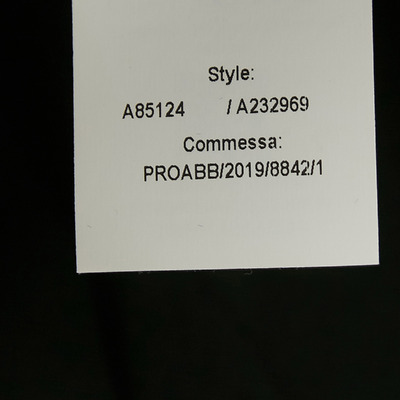 Style:
A85124 / A232969
Commessa:
PROABB/2019/8842/1